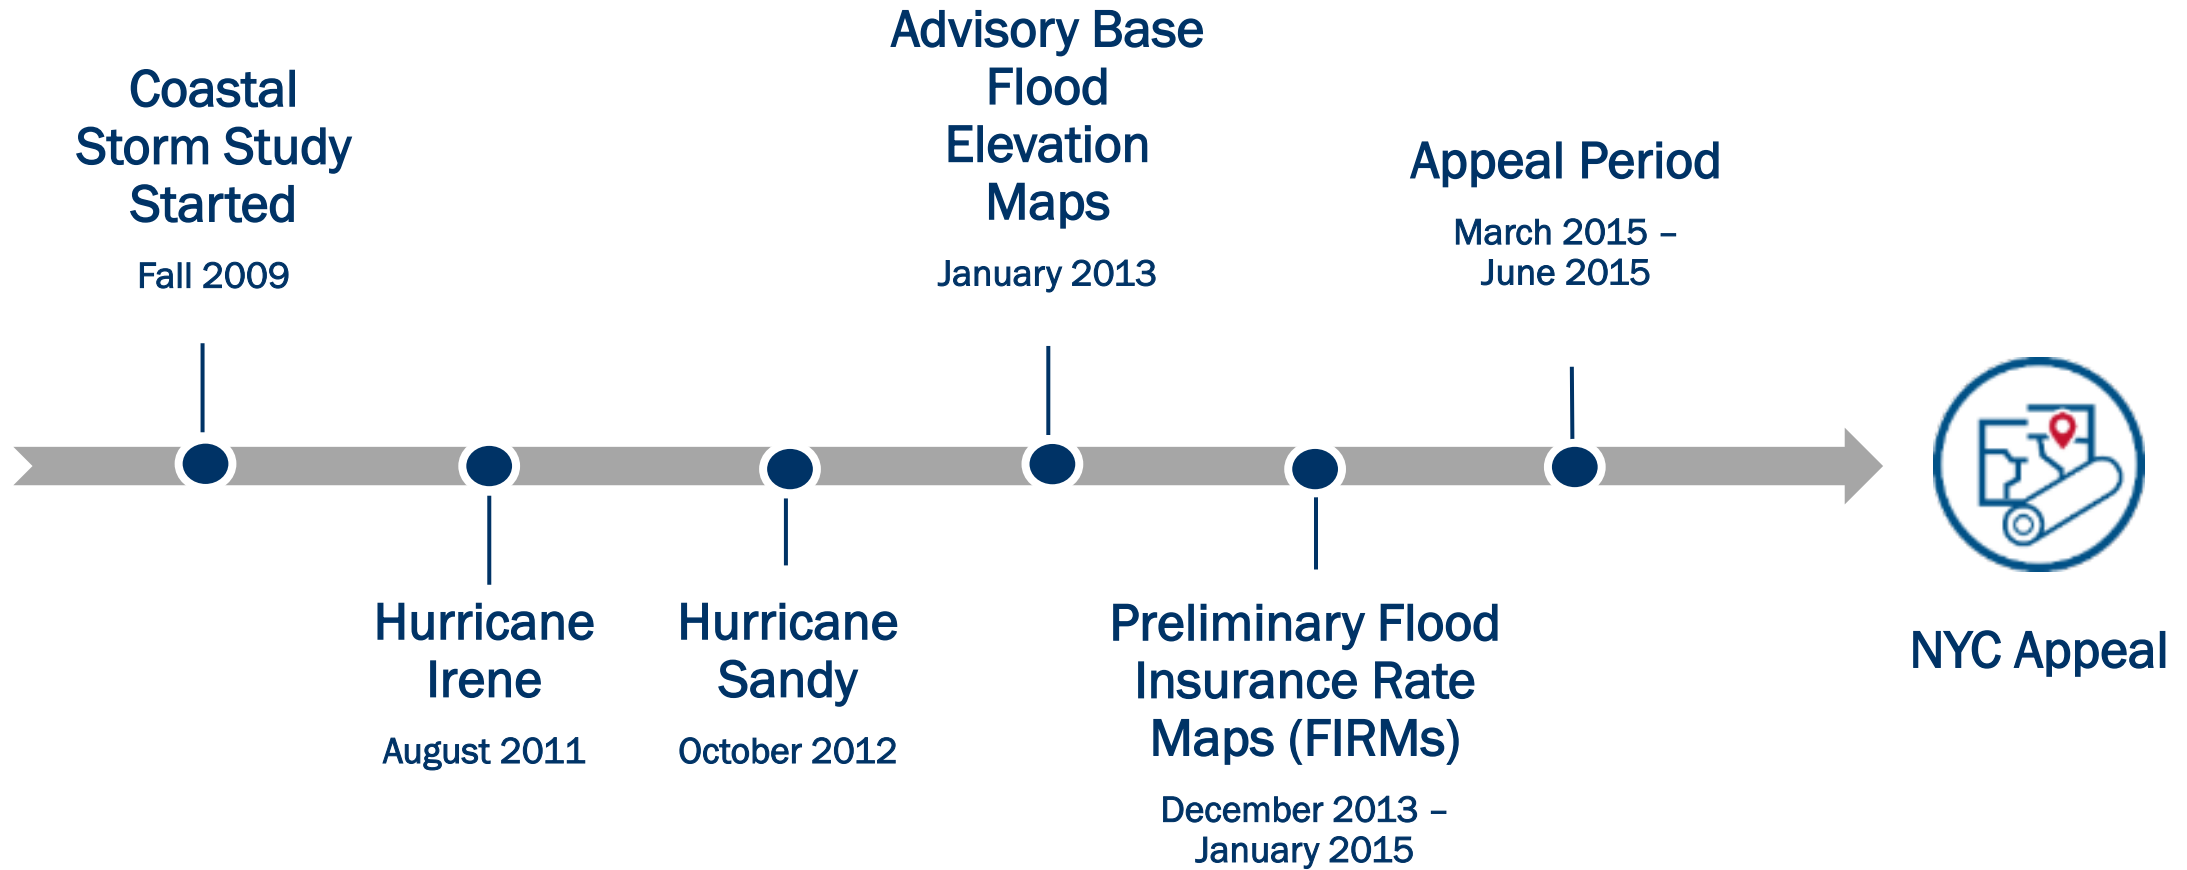 Coastal
Storm Study
Started
Fall 2009
Hurricane
Irene
August 2011
Hurricane
Sandy
October 2012
Advisory Base
Flood
Elevation
Maps
January 2013
Preliminary Flood
Insurance Rate
Maps (FIRMs)
December 2013 –
January 2015
Appeal Period
March 2015 –
June 2015
NYC Appeal